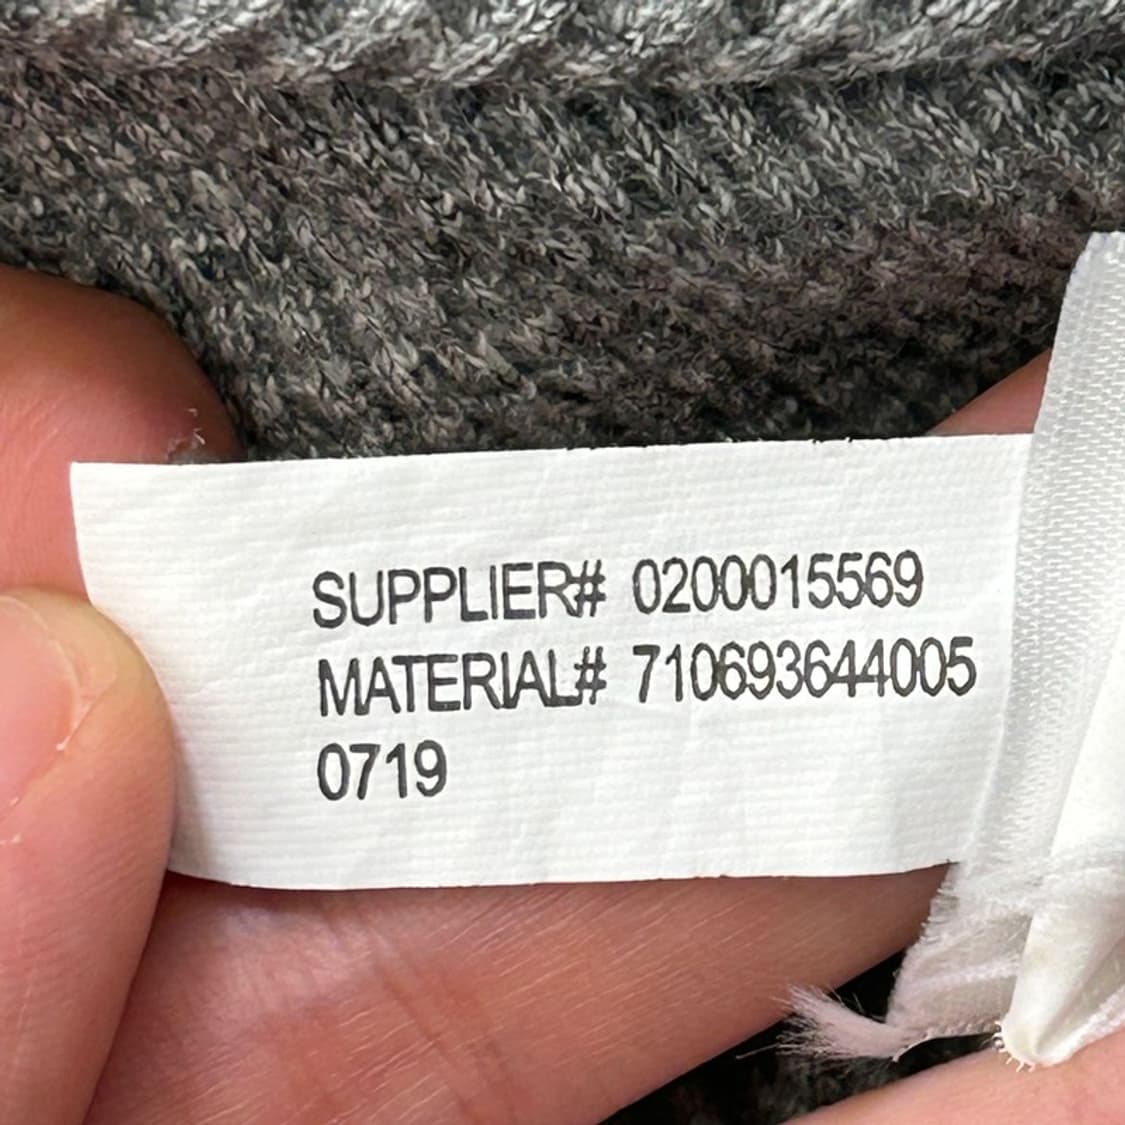 SUPPLIER# 0200015569
MATERIAL# 710693644005
0719